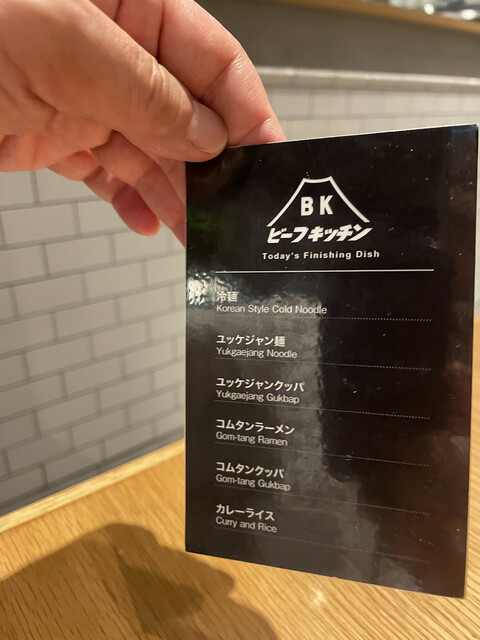 BK
ビーフキッチン
Today's Finishing Dish
冷麺
Korean Style Cold Noodle
ユッケジャン麺
Yukgaejang Noodle
ユッケジャンクッパ
Yukgaejang Gukbap
コムタンラーメン
Gom-tang Ramen
コムタンクッパ
Gom-tang Gukbap
カレーライス
Curry and Rice